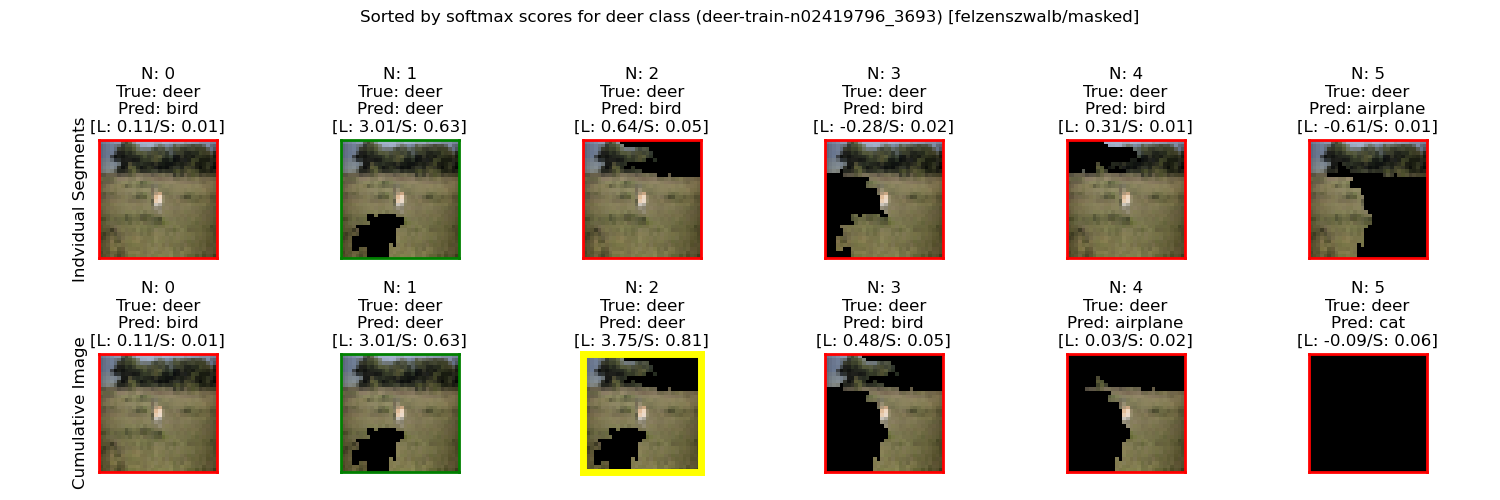 Sorted by softmax scores for deer class (deer-train-n02419796_3693) [felzenszwalb/masked]
Indvidual Segments
N: 0
True: deer
Pred: bird
[L: 0.11/S: 0.01]
N: 1
True: deer
Pred: deer
[L: 3.01/S: 0.63]
N: 2
True: deer
Pred: bird
[L: 0.64/S: 0.05]
N: 3
True: deer
Pred: bird
[L: -0.28/S: 0.02]
N: 4
True: deer
Pred: bird
[L: 0.31/S: 0.01]
N: 5
True: deer
Pred: airplane
[L: -0.61/S: 0.01]
Cumulative Image
N: 0
True: deer
Pred: bird
[L: 0.11/S: 0.01]
N: 1
True: deer
Pred: deer
[L: 3.01/S: 0.63]
N: 2
True: deer
Pred: deer
[L: 3.75/S: 0.81]
N: 3
True: deer
Pred: bird
[L: 0.48/S: 0.05]
N: 4
True: deer
Pred: airplane
[L: 0.03/S: 0.02]
N: 5
True: deer
Pred: cat
[L: -0.09/S: 0.06]